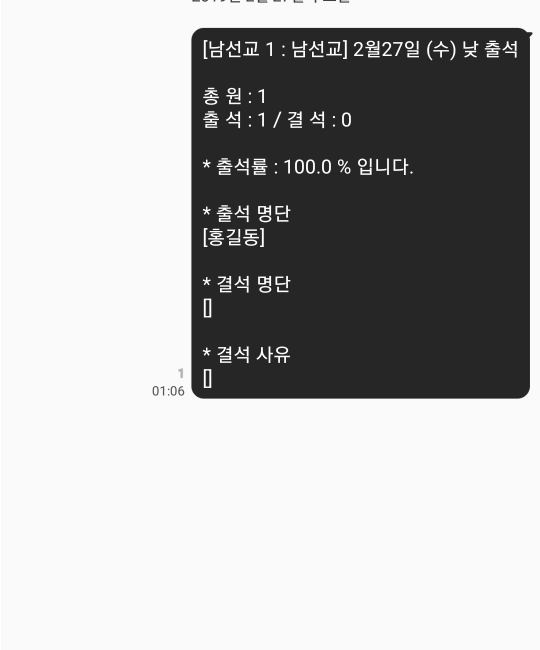 [남선교 1 : 남선교] 2월27일 (수) 낮 출석
총 원 : 1
출 석 : 1 / 결 석 : 0
* 출석률 : 100.0 % 입니다.
* 출석 명단
[홍길동]
* 결석 명단
[]
* 결석 사유
[]
1
01:06